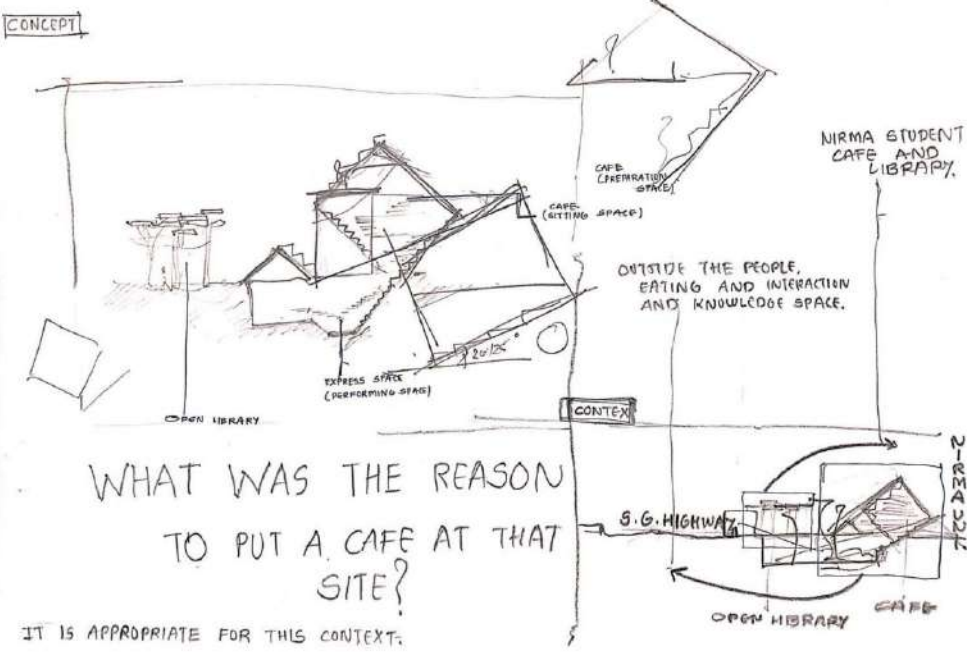 CONCEPT
CAFE
(PREPARATION
SPACE)
CAFE
(SITTING SPACE)
NIRMA STUDENT
CAFE AND
LIBRARY.
OUTSIDE THE PEOPLE,
EATING AND INTERACTION
AND KNOWLEDGE SPACE.
EXPRESS SPACE
(PERFORMING SPACE)
OPEN LIBRARY
CONTEX
WHAT WAS THE REASON
TO PUT A CAFE AT THAT
SITE?
IT IS APPROPRIATE FOR THIS CONTEXT.
S.G. HIGHWAY
NIRMA UNI.
OPEN LIBRARY
CAFE